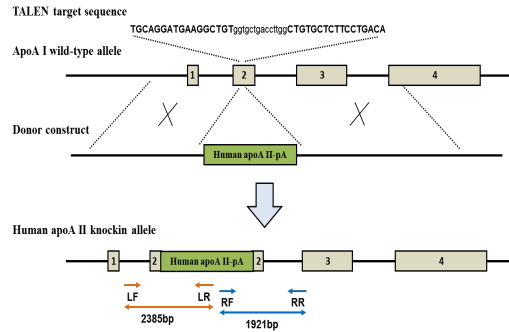 TALEN target sequence
TGCAGGATGAAGGCTGTggtgctgaccttggCTGTGCTCTTCCTGACA
ApoA I wild-type allele
1 2 3 4
Donor construct
Human apoA II-pA
Human apoA II knockin allele
1 2 Human apoA II-pA 2 3 4
LF LR RF RR
2385bp 1921bp